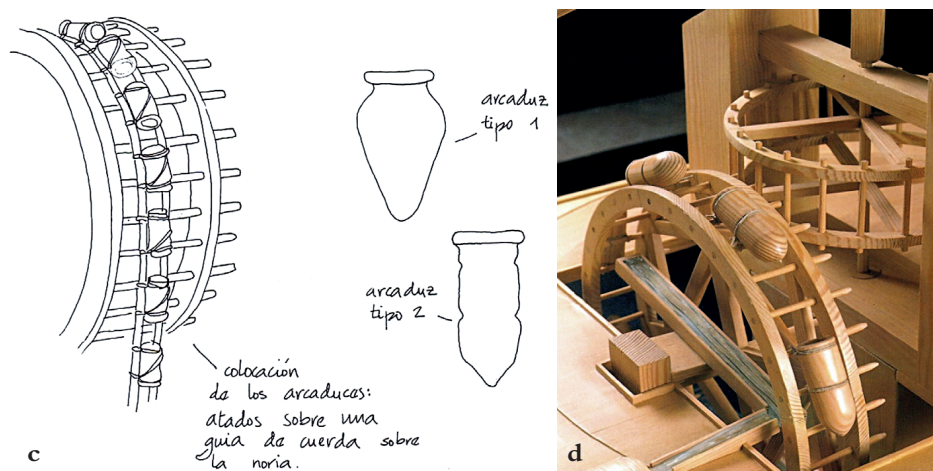 arcaduz
tipo 1
arcaduz
tipo 2
colocación
de los arcaduces:
atados sobre una
guia de cuerda sobre
la noria.
c
d